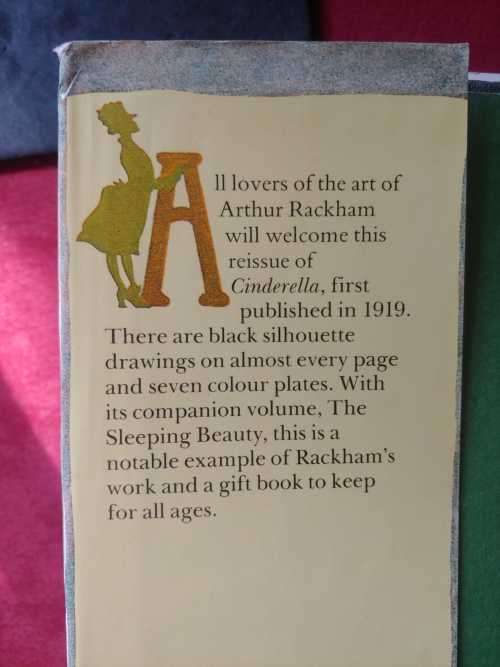 All lovers of the art of
Arthur Rackham
will welcome this
reissue of
Cinderella, first
published in 1919.
There are black silhouette
drawings on almost every page
and seven colour plates. With
its companion volume, The
Sleeping Beauty, this is a
notable example of Rackham's
work and a gift book to keep
for all ages.